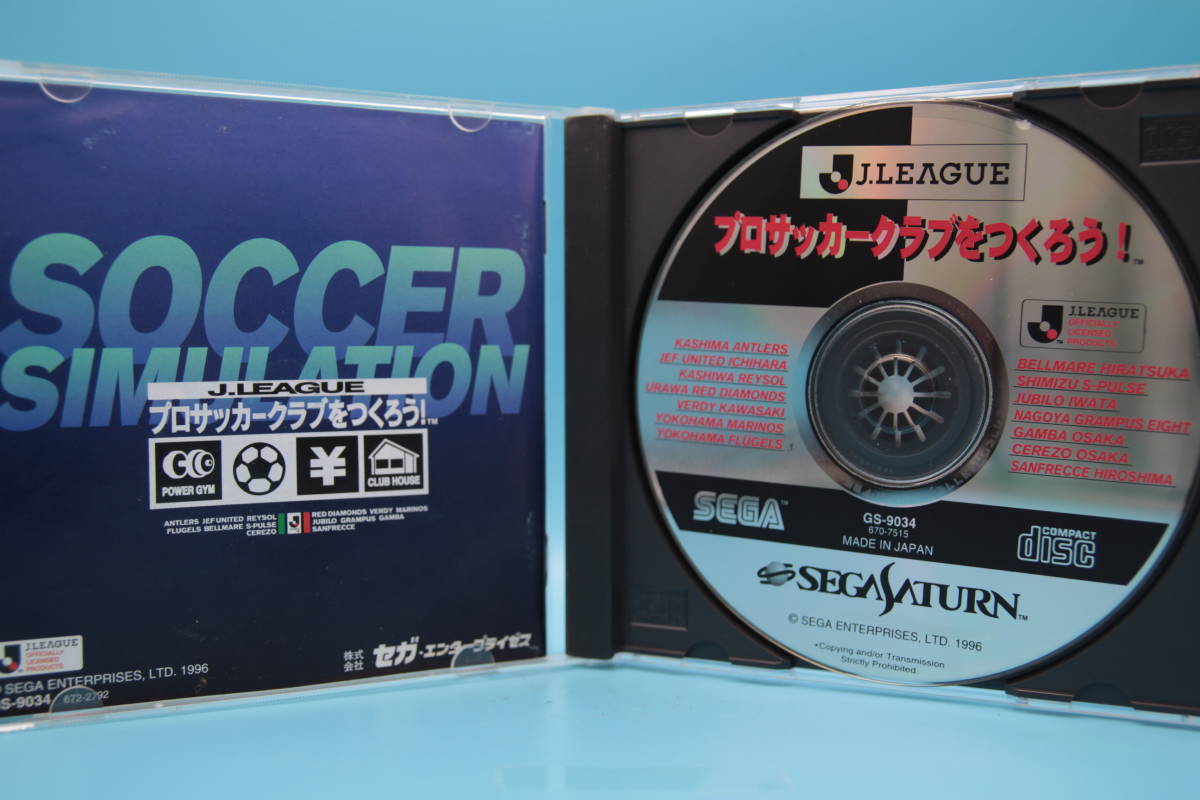 SOCCER
SIMULATION
J.LEAGUE
プロサッカークラブをつくろう!™
POWER GYM
¥
CLUB HOUSE
ANTLERS JEF UNITED REYSOL
FLUGELS BELLMARE S-PULSE
CEREZO
RED DIAMONDS VERDY MARINOS
JUBILO GRAMPUS GAMBA
SANFRECCE
J.LEAGUE
OFFICIALLY
LICENSED
PRODUCTS
SEGA ENTERPRISES, LTD. 1996
GS-9034 672-2792
株式
会社 セガ・エンタープライゼス
J.LEAGUE
プロサッカークラブをつくろう!™
KASHIMA ANTLERS
JEF UNITED ICHIHARA
KASHIWA REYSOL
URAWA RED DIAMONDS
VERDY KAWASAKI
YOKOHAMA MARINOS
YOKOHAMA FLÜGELS
J.LEAGUE
OFFICIALLY
LICENSED
PRODUCTS
BELLMARE HIRATSUKA
SHIMIZU S-PULSE
JUBILO IWATA
NAGOYA GRAMPUS EIGHT
GAMBA OSAKA
CEREZO OSAKA
SANFRECCE HIROSHIMA
SEGA™
GS-9034
670-7515
MADE IN JAPAN
COMPACT
disc
SEGA SATURN™
© SEGA ENTERPRISES, LTD. 1996
•Copying and/or Transmission
Strictly Prohibited.